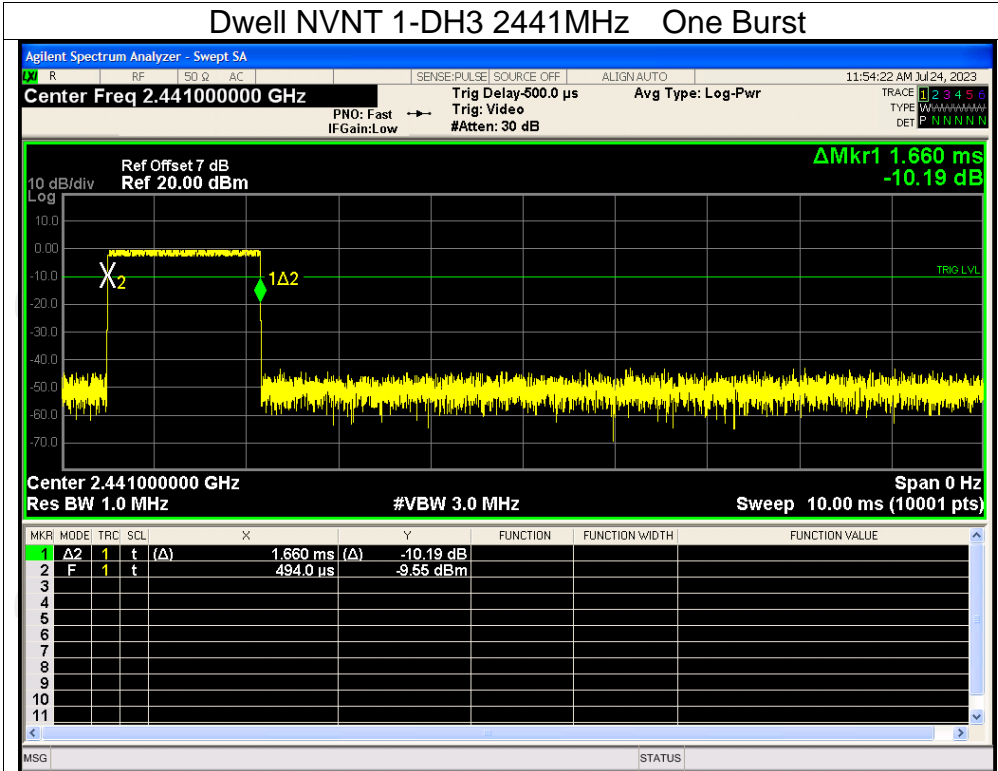 Dwell NVNT 1-DH3 2441MHz One Burst
Agilent Spectrum Analyzer - Swept SA
LXI R RF 50 Ω AC SENSE:PULSE SOURCE OFF ALIGN AUTO 11:54:22 AM Jul 24, 2023
Center Freq 2.441000000 GHz Trig Delay-500.0 µs Avg Type: Log-Pwr TRACE 1 2 3 4 5 6
PNO: Fast Trig: Video TYPE WWWWWW
IFGain:Low #Atten: 30 dB DET P N N N N N
ΔMkr1 1.660 ms
-10.19 dB
Ref Offset 7 dB
10 dB/div Ref 20.00 dBm
Log
10.0
0.00
-10.0
-20.0
-30.0
-40.0
-50.0
-60.0
-70.0
2
1Δ2
TRIG LVL
Center 2.441000000 GHz Span 0 Hz
Res BW 1.0 MHz #VBW 3.0 MHz Sweep 10.00 ms (10001 pts)
MKR MODE TRC SCL X Y FUNCTION FUNCTION WIDTH FUNCTION VALUE
1 Δ2 1 t (Δ) 1.660 ms (Δ) -10.19 dB
2 F 1 t 494.0 µs -9.55 dBm
3
4
5
6
7
8
9
10
11
MSG STATUS